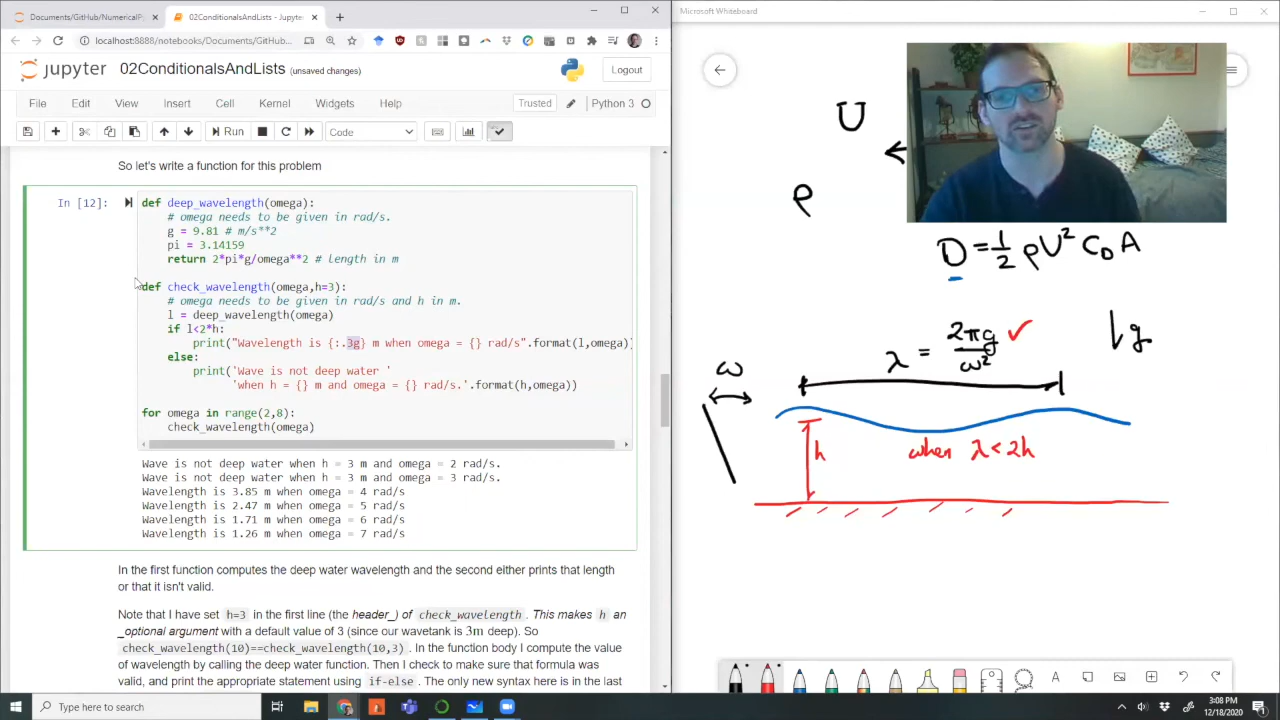 Documents/GitHub/NumericalPy
02ConditionalsAndLists - Jupyte
localhost:8888/notebooks/Documents/GitHub...
jupyter 02ConditionalsAndLists (unsaved changes)
Logout
File Edit View Insert Cell Kernel Widgets Help
Trusted
Python 3
Run
Code
So let's write a function for this problem
In [12]:
def deep_wavelength(omega):
# omega needs to be given in rad/s.
g = 9.81 # m/s**2
pi = 3.14159
return 2*pi*g/omega**2 # length in m
def check_wavelength(omega,h=3):
# omega needs to be given in rad/s and h in m.
l = deep_wavelength(omega)
if l<2*h:
print("Wavelength is {:.3g} m when omega = {} rad/s".format(l,omega))
else:
print('Wave is not deep water '
'when h = {} m and omega = {} rad/s.'.format(h,omega))
for omega in range(2,8):
check_wavelength(omega)
Wave is not deep water when h = 3 m and omega = 2 rad/s.
Wave is not deep water when h = 3 m and omega = 3 rad/s.
Wavelength is 3.85 m when omega = 4 rad/s
Wavelength is 2.47 m when omega = 5 rad/s
Wavelength is 1.71 m when omega = 6 rad/s
Wavelength is 1.26 m when omega = 7 rad/s
In the first function computes the deep water wavelength and the second either prints that length
or that it isn't valid.
Note that I have set h=3 in the first line (the header_) of check_wavelength. This makes h an
_optional argument with a default value of 3 (since our wavetank is 3m deep). So
check_wavelength(10)==check_wavelength(10,3). In the function body I compute the value
of wavelength by calling the deep water function. Then I check to make sure that formula was
valid, and print the appropriate statement using if-else. The only new syntax here is in the last
Microsoft Whiteboard
U
ρ
D = 1/2 ρU² C_D A
λ = 2πg/ω²
g
ω
h
when λ < 2h
Type here to search
3:08 PM
12/18/2020